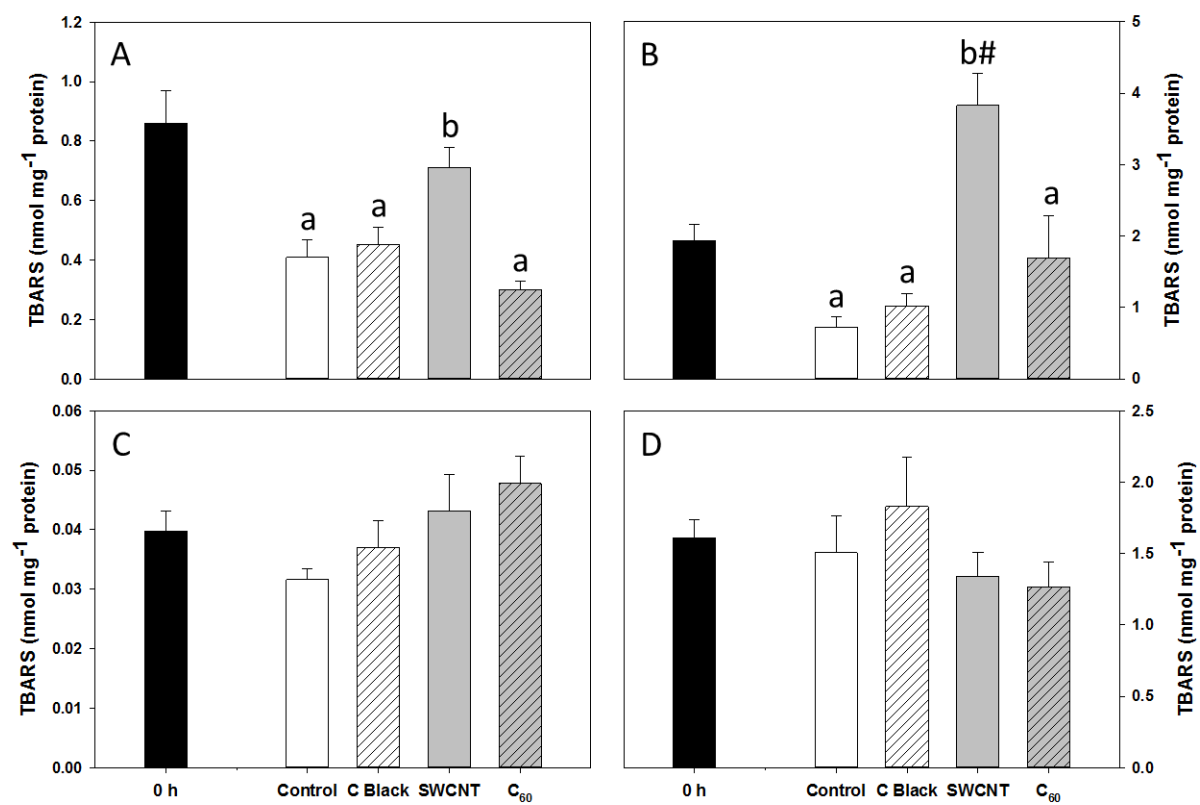 A
TBARS (nmol mg⁻¹ protein)
1.2
1.0
0.8
0.6
0.4
0.2
0.0
a
a
b
a
B
TBARS (nmol mg⁻¹ protein)
5
4
3
2
1
0
a
a
b#
a
C
TBARS (nmol mg⁻¹ protein)
0.06
0.05
0.04
0.03
0.02
0.01
0.00
0 h Control C Black SWCNT C₆₀
D
TBARS (nmol mg⁻¹ protein)
2.5
2.0
1.5
1.0
0.5
0.0
0 h Control C Black SWCNT C₆₀